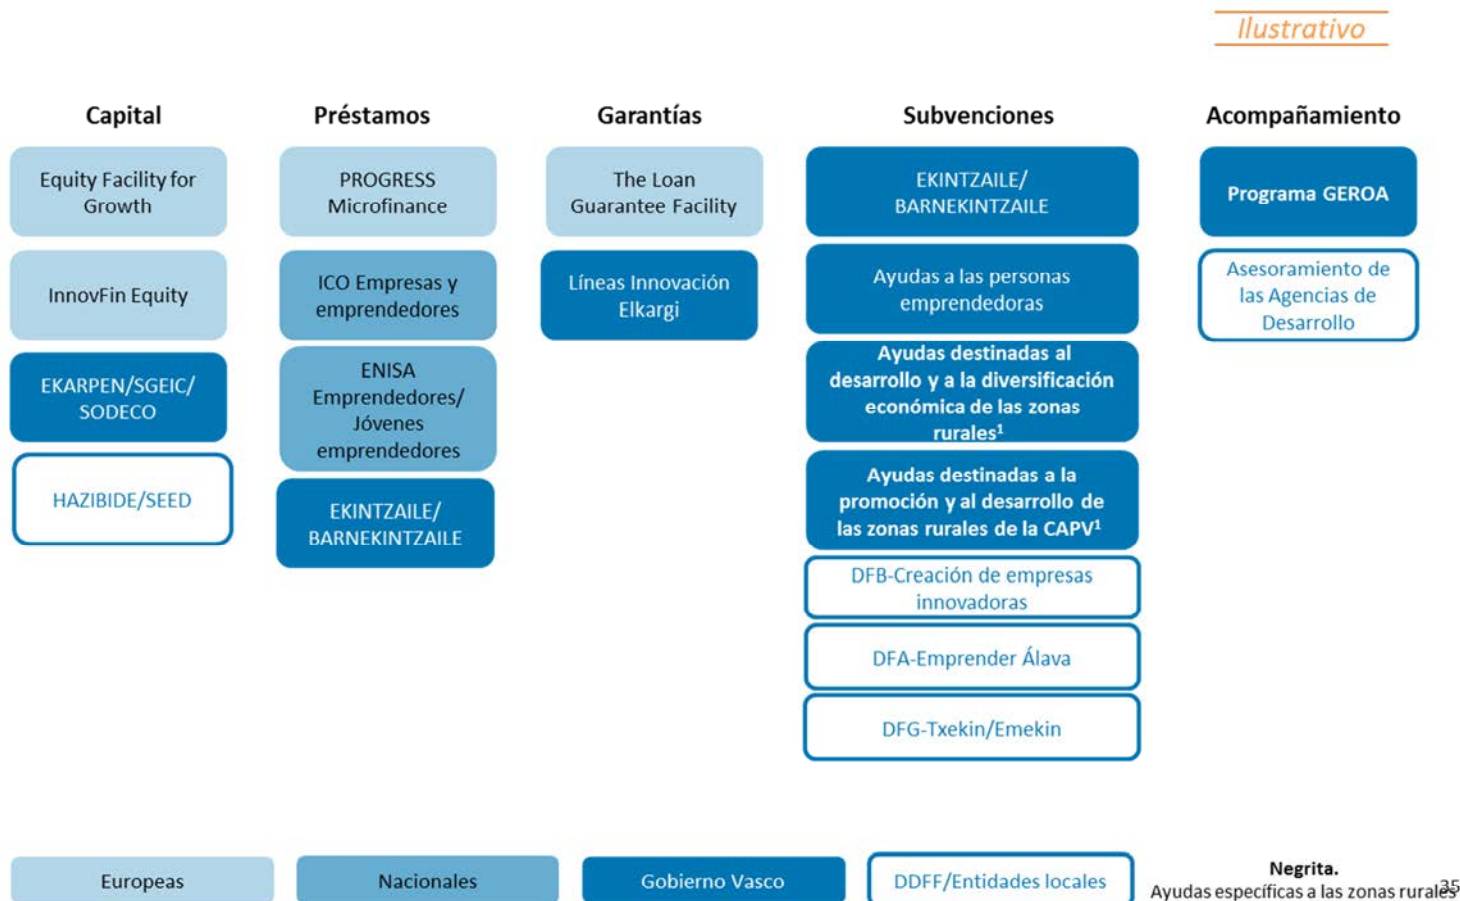 Ilustrativo
Capital
Equity Facility for
Growth
InnovFin Equity
EKARPEN/SGEIC/
SODECO
HAZIBIDE/SEED
Préstamos
PROGRESS
Microfinance
ICO Empresas y
emprendedores
ENISA
Emprendedores/
Jóvenes
emprendedores
EKINTZAILE/
BARNEKINTZAILE
Garantías
The Loan
Guarantee Facility
Líneas Innovación
Elkargi
Subvenciones
EKINTZAILE/
BARNEKINTZAILE
Ayudas a las personas
emprendedoras
Ayudas destinadas al
desarrollo y a la diversificación
económica de las zonas
rurales¹
Ayudas destinadas a la
promoción y al desarrollo de
las zonas rurales de la CAPV¹
DFB-Creación de empresas
innovadoras
DFA-Emprender Álava
DFG-Txekin/Emekin
Acompañamiento
Programa GEROA
Asesoramiento de
las Agencias de
Desarrollo
Europeas
Nacionales
Gobierno Vasco
DDFF/Entidades locales
Negrita.
Ayudas específicas a las zonas rurales
35